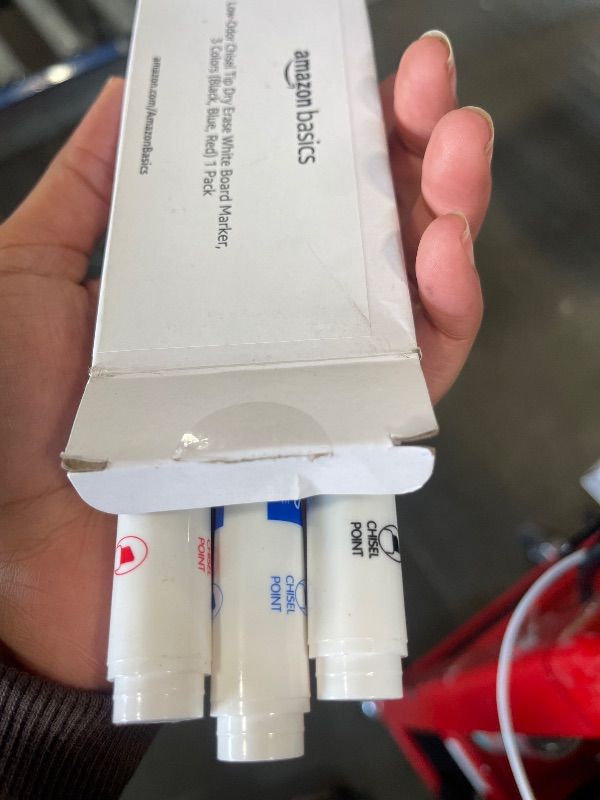 amazon basics
Low-Odor Chisel Tip Dry Erase White Board Marker,
3 Colors (Black, Blue, Red) 1 Pack
amazon.com/AmazonBasics
CHISEL
POINT
CHISEL
POINT
CHISEL
POINT